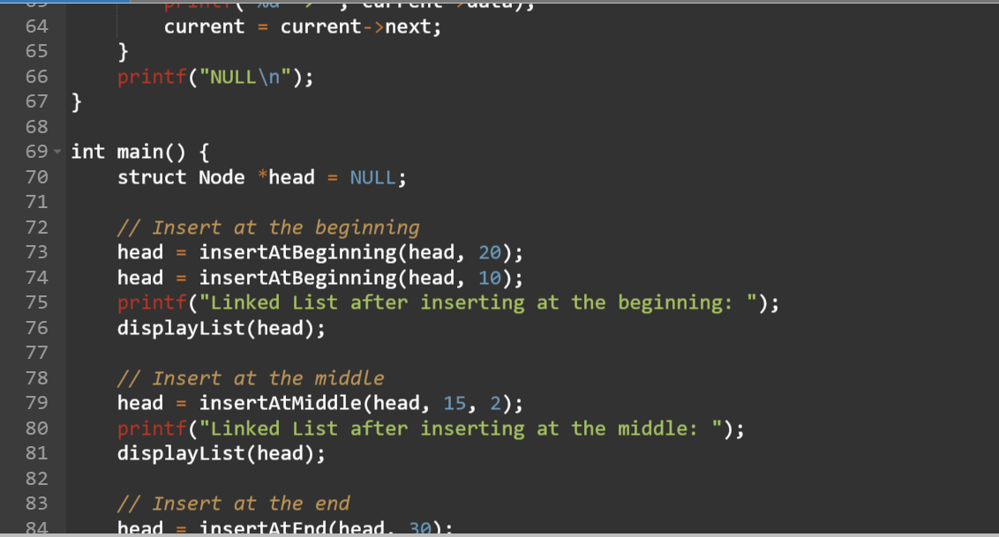 64 current = current->next;
65 }
66 printf("NULL\n");
67 }
68
69 int main() {
70 struct Node *head = NULL;
71
72 // Insert at the beginning
73 head = insertAtBeginning(head, 20);
74 head = insertAtBeginning(head, 10);
75 printf("Linked List after inserting at the beginning: ");
76 displayList(head);
77
78 // Insert at the middle
79 head = insertAtMiddle(head, 15, 2);
80 printf("Linked List after inserting at the middle: ");
81 displayList(head);
82
83 // Insert at the end
84 head = insertAtEnd(head, 30);